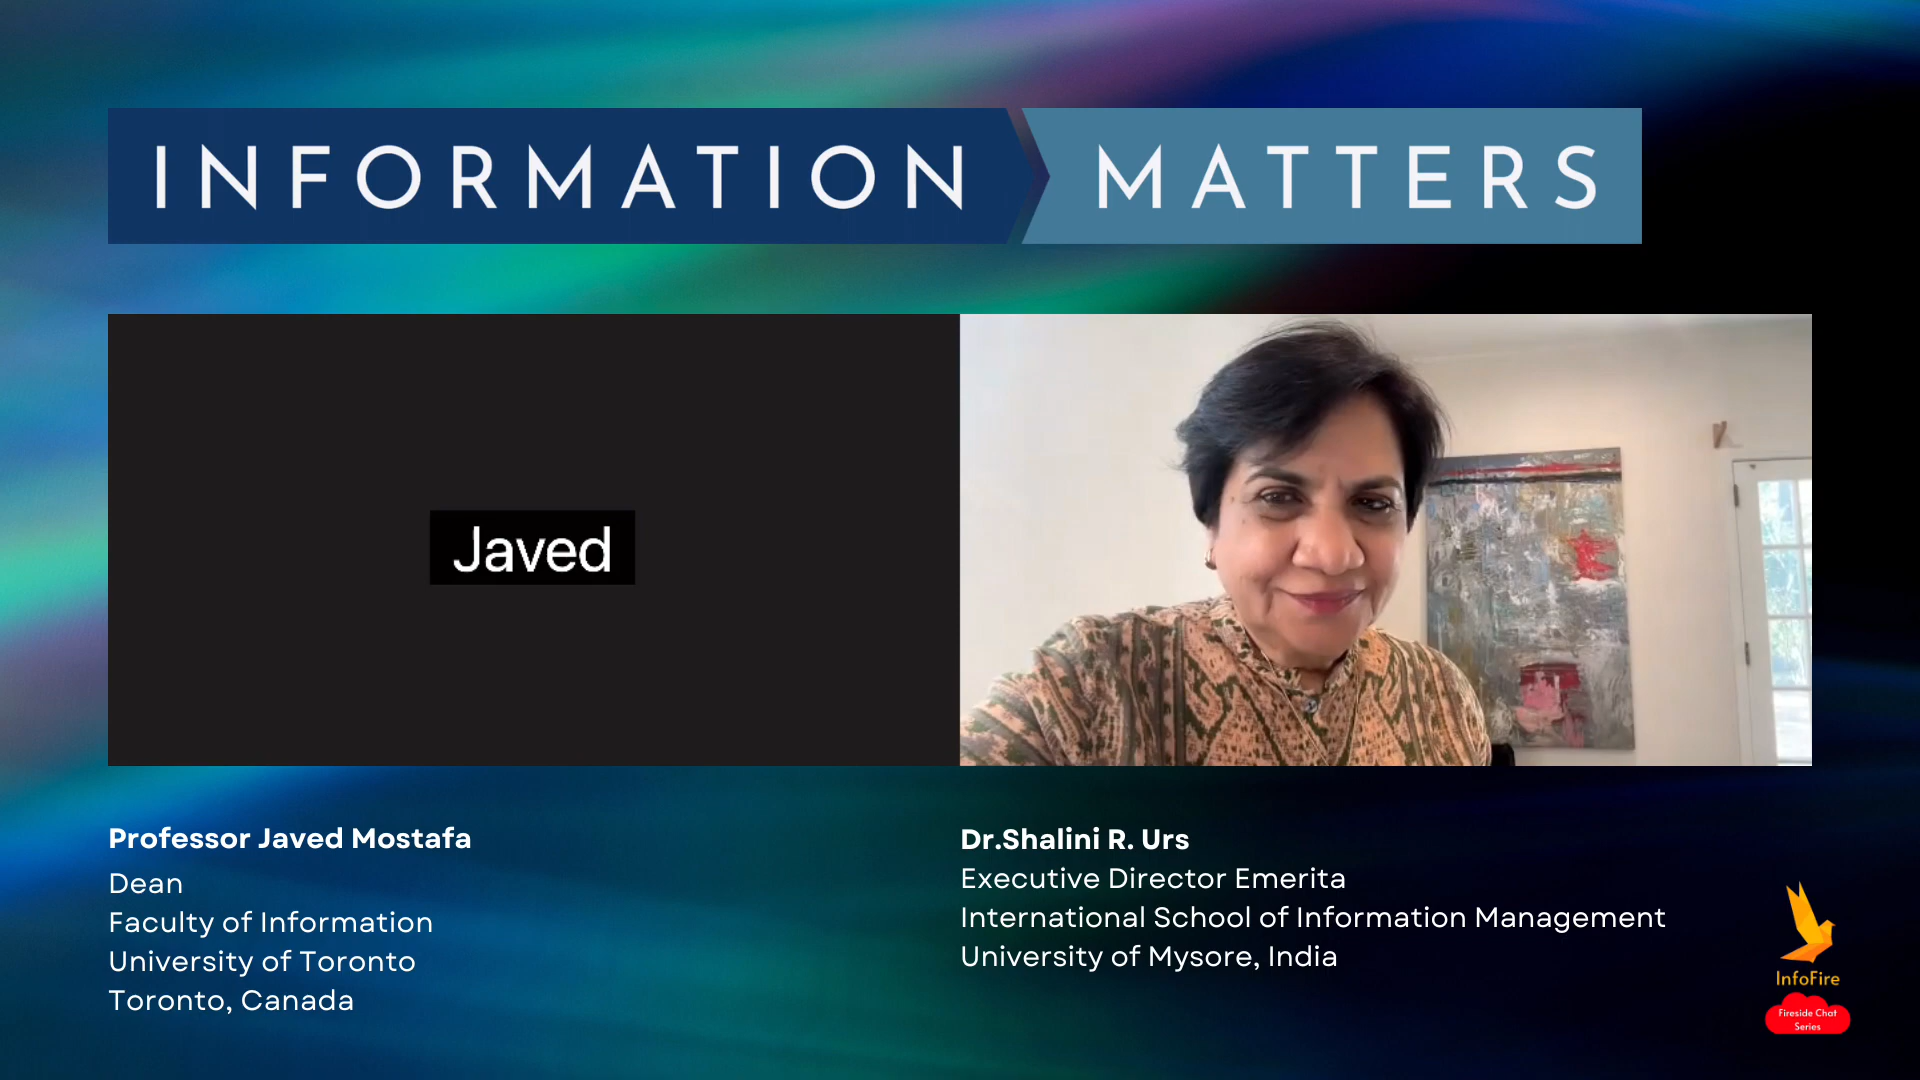 INFORMATION MATTERS
Javed
Professor Javed Mostafa
Dean
Faculty of Information
University of Toronto
Toronto, Canada
Dr.Shalini R. Urs
Executive Director Emerita
International School of Information Management
University of Mysore, India
InfoFire
Fireside Chat
Series